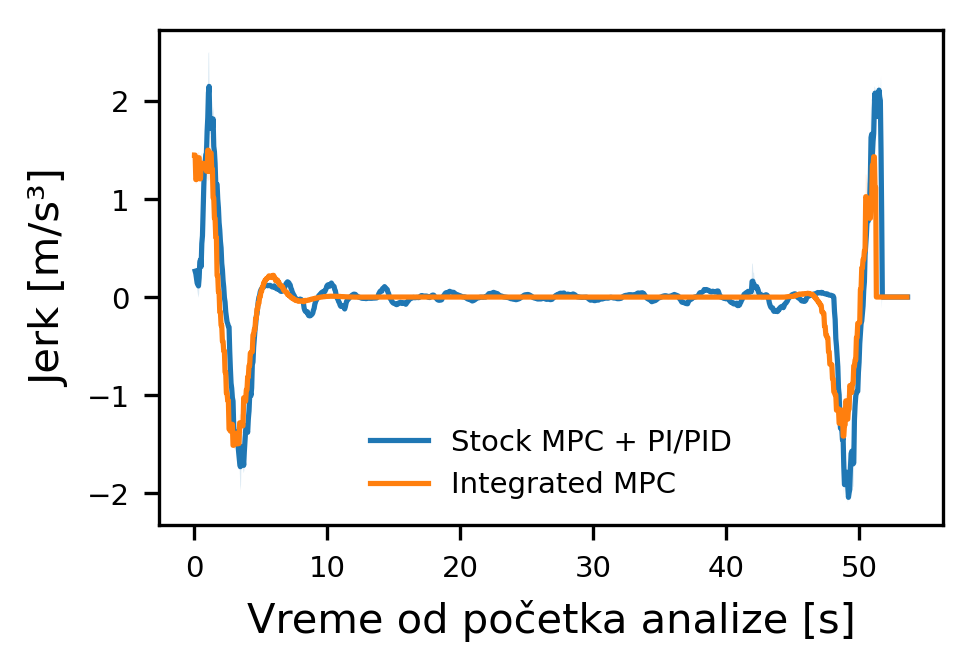 Jerk [m/s³]
2
1
0
−1
−2
Stock MPC + PI/PID
Integrated MPC
0 10 20 30 40 50
Vreme od početka analize [s]